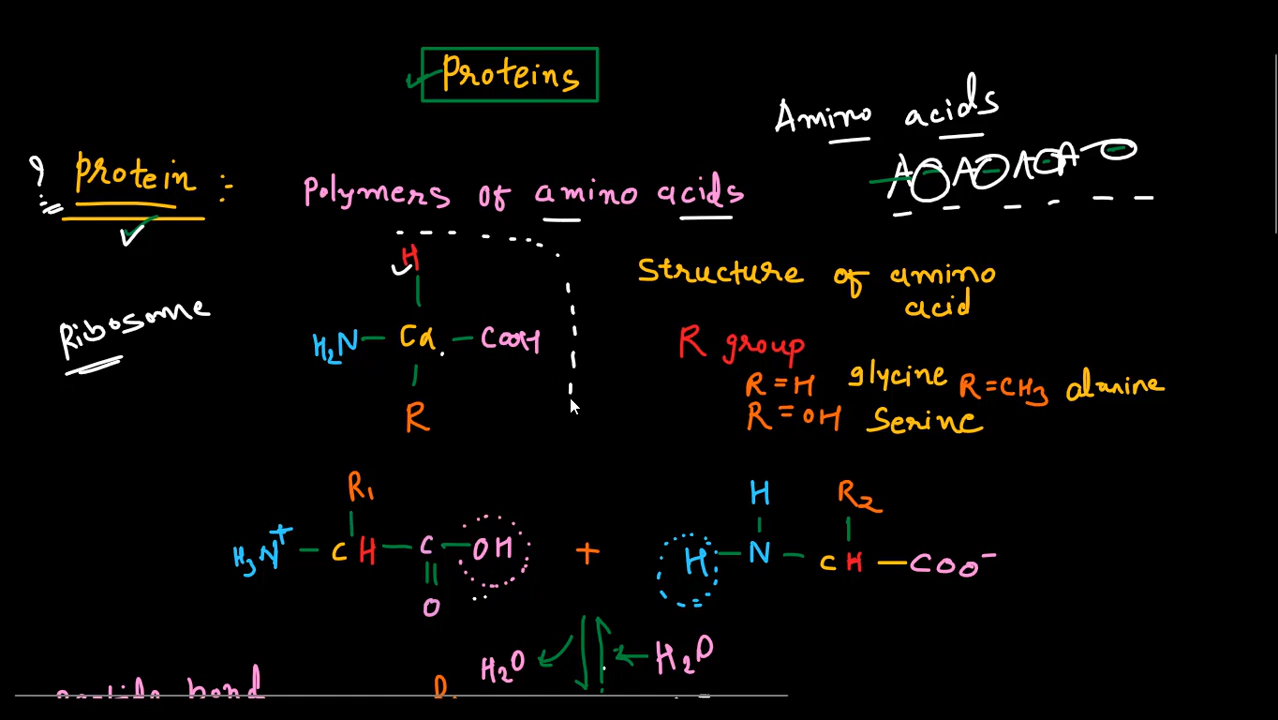 Proteins
Amino acids
A A A A
? protein :-
Polymers of amino acids
Ribosome
H
H2N - Cα - COOH
R
Structure of amino
acid
R group
R = H glycine R = CH3 alanine
R = OH Serine
R1
H3N+ - CH - C - OH
O
+
H
H - N - CH - COO-
R2
H2O
H2O
bond